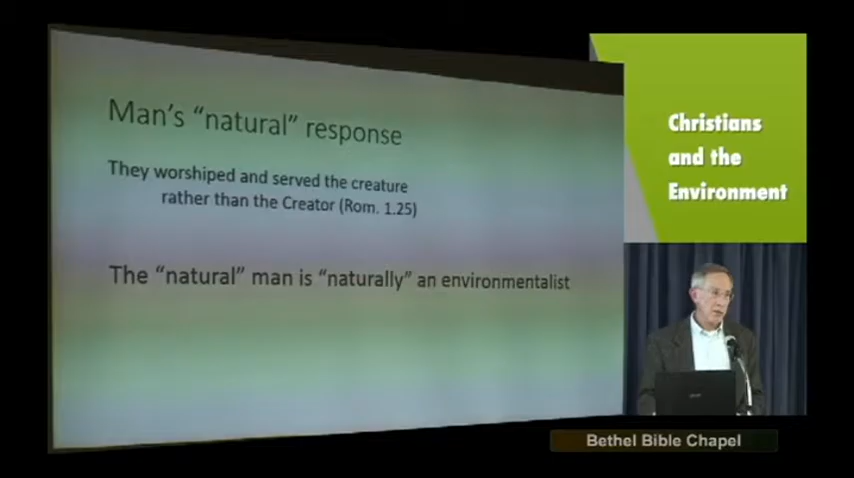 Man's "natural" response
They worshiped and served the creature
rather than the Creator (Rom. 1.25)
The "natural" man is "naturally" an environmentalist
Christians
and the
Environment
Bethel Bible Chapel